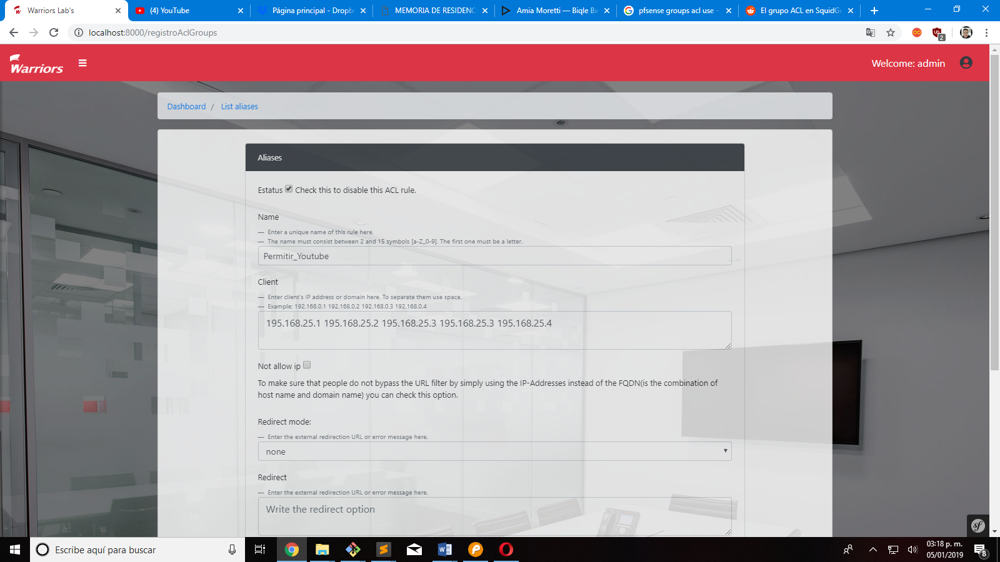 Warriors Lab's
(4) YouTube
Página principal - Dropb
MEMORIA DE RESIDENC
Amia Moretti — Biqle Ви
pfsense groups acl use -
El grupo ACL en SquidGu
localhost:8000/registroAclGroups
2
Warriors
Welcome: admin
Dashboard / List aliases
Aliases
Estatus Check this to disable this ACL rule.
Name
— Enter a unique name of this rule here.
— The name must consist between 2 and 15 symbols [a-Z_0-9]. The first one must be a letter.
Permitir_Youtube
Client
— Enter client's IP address or domain here. To separate them use space.
— Example: 192.168.0.1 192.168.0.2 192.168.0.3 192.168.0.4
195.168.25.1 195.168.25.2 195.168.25.3 195.168.25.3 195.168.25.4
Not allow ip
To make sure that people do not bypass the URL filter by simply using the IP-Addresses instead of the FQDN(is the combination of
host name and domain name) you can check this option.
Redirect mode:
— Enter the external redirection URL or error message here.
none
Redirect
— Enter the external redirection URL or error message here.
Write the redirect option
sf
Escribe aquí para buscar
03:18 p. m.
05/01/2019
8